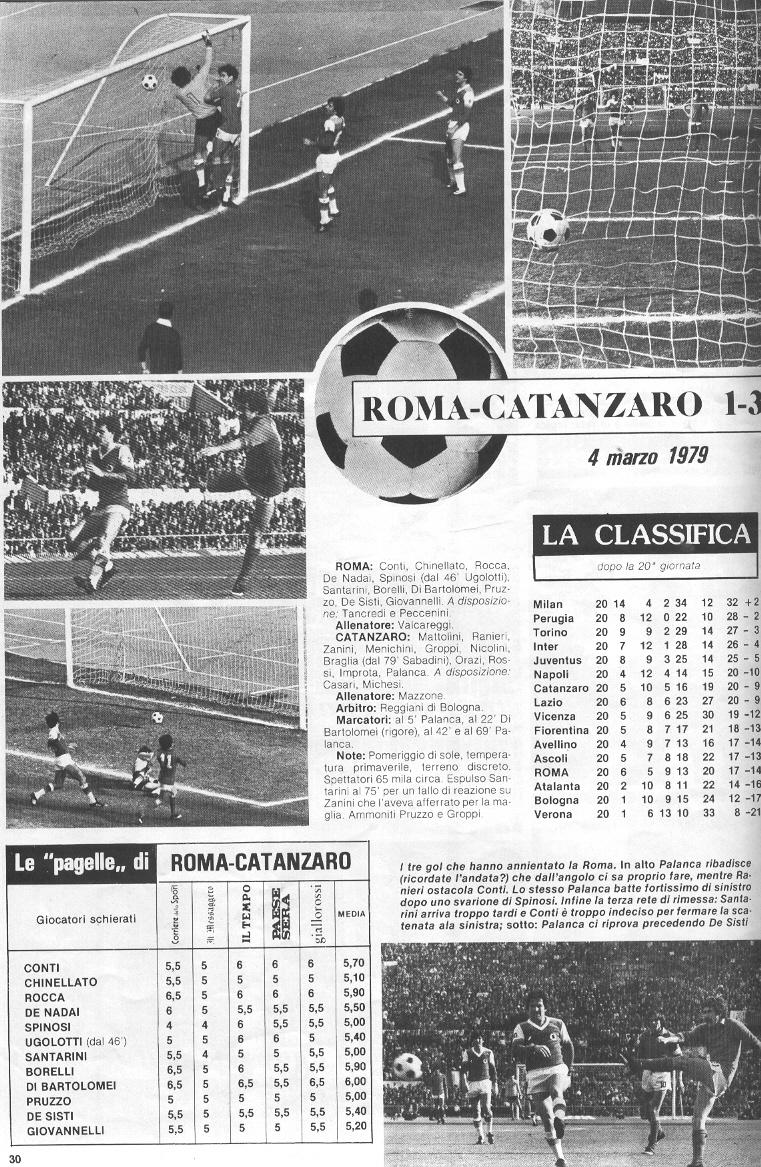 ROMA-CATANZARO 1-3
4 marzo 1979
ROMA: Conti, Chinellato, Rocca,
De Nadai, Spinosi (dal 46' Ugolotti),
Santarini, Borelli, Di Bartolomei, Pruz-
zo, De Sisti, Giovannelli. A disposizio-
ne: Tancredi e Peccenini.
Allenatore: Valcareggi.
CATANZARO: Mattolini, Ranieri,
Zanini, Menichini, Groppi, Nicolini,
Braglia (dal 79' Sabadini), Orazi, Ros-
si, Improta, Palanca. A disposizione:
Casari, Michesi.
Allenatore: Mazzone.
Arbitro: Reggiani di Bologna.
Marcatori: al 5' Palanca, al 22' Di
Bartolomei (rigore), al 42' e al 69' Pa-
lanca.
Note: Pomeriggio di sole, tempera-
tura primaverile, terreno discreto.
Spettatori 65 mila circa. Espulso San-
tarini al 75' per un fallo di reazione su
Zanini che l'aveva afferrato per la ma-
glia. Ammoniti Pruzzo e Groppi.
LA CLASSIFICA
dopo la 20ª giornata
Milan 20 14 4 2 34 12 32 +2
Perugia 20 8 12 0 22 10 28 -2
Torino 20 9 9 2 29 14 27 -3
Inter 20 7 12 1 28 14 26 -4
Juventus 20 8 9 3 25 14 25 -5
Napoli 20 4 12 4 14 15 20 -10
Catanzaro 20 5 10 5 16 19 20 -9
Lazio 20 6 8 6 23 27 20 -9
Vicenza 20 5 9 6 25 30 19 -12
Fiorentina 20 5 8 7 17 21 18 -13
Avellino 20 4 9 7 13 16 17 -14
Ascoli 20 5 7 8 18 22 17 -13
ROMA 20 6 5 9 13 20 17 -14
Atalanta 20 2 10 8 11 22 14 -16
Bologna 20 1 10 9 15 24 12 -17
Verona 20 1 6 13 10 33 8 -21
Le "pagelle„ di ROMA-CATANZARO
Giocatori schierati Corriere dello Sport Il Messaggero IL TEMPO PAESE SERA giallorossi MEDIA
CONTI 5,5 5 6 6 6 5,70
CHINELLATO 5,5 5 5 5 5 5,10
ROCCA 6,5 5 6 6 6 5,90
DE NADAI 6 5 5,5 5,5 5,5 5,50
SPINOSI 4 4 6 5,5 5,5 5,00
UGOLOTTI (dal 46') 5 5 6 6 5 5,40
SANTARINI 5,5 4 5 5 5,5 5,00
BORELLI 6,5 5 6 5,5 5,5 5,90
DI BARTOLOMEI 6,5 5 6,5 5,5 6,5 6,00
PRUZZO 5 5 5 5 5 5,00
DE SISTI 5,5 5 5,5 5,5 5,5 5,40
GIOVANNELLI 5,5 5 5 5 5,5 5,20
I tre gol che hanno annientato la Roma. In alto Palanca ribadisce
(ricordate l'andata?) che dall'angolo ci sa proprio fare, mentre Ra-
nieri ostacola Conti. Lo stesso Palanca batte fortissimo di sinistro
dopo uno svarione di Spinosi. Infine la terza rete di rimessa: Santa-
rini arriva troppo tardi e Conti è troppo indeciso per fermare la sca-
tenata ala sinistra; sotto: Palanca ci riprova precedendo De Sisti
11
10
30